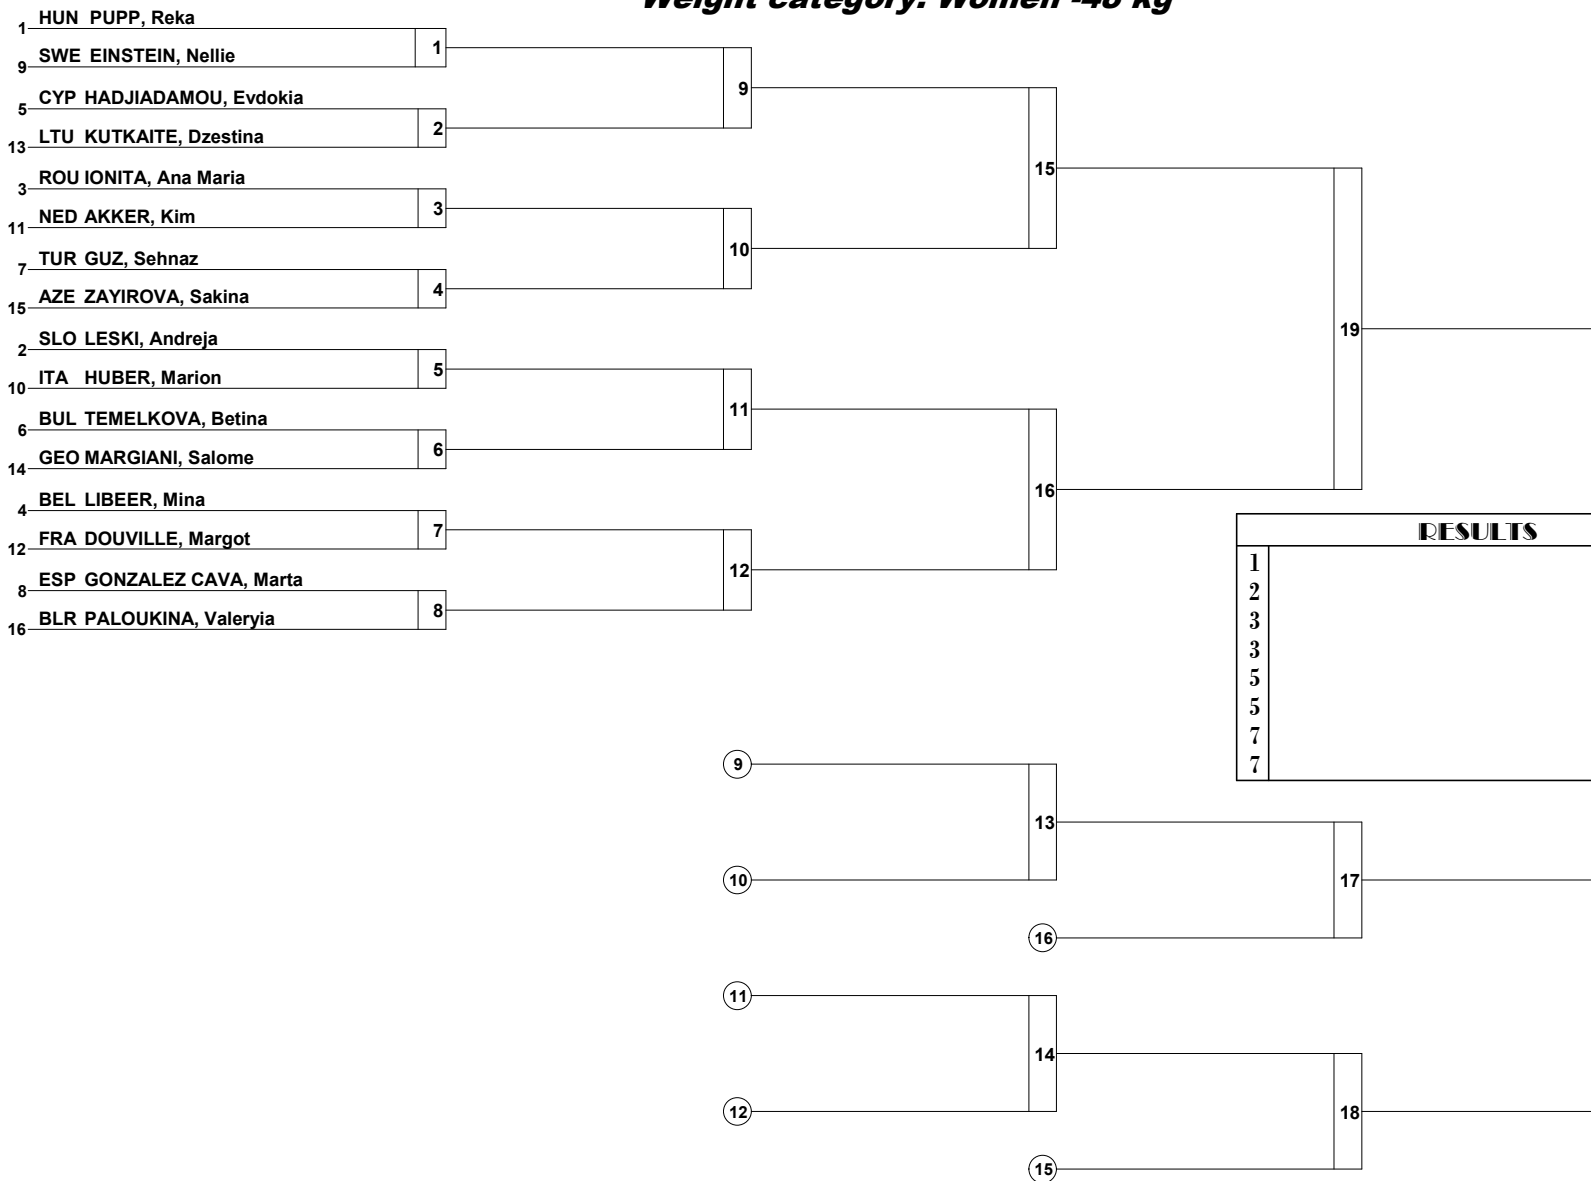 Weight category: Women -48 kg
1 HUN PUPP, Reka
9 SWE EINSTEIN, Nellie
1
5 CYP HADJIADAMOU, Evdokia
13 LTU KUTKAITE, Dzestina
2
9
3 ROU IONITA, Ana Maria
11 NED AKKER, Kim
3
7 TUR GUZ, Sehnaz
15 AZE ZAYIROVA, Sakina
4
10
15
2 SLO LESKI, Andreja
10 ITA HUBER, Marion
5
6 BUL TEMELKOVA, Betina
14 GEO MARGIANI, Salome
6
11
4 BEL LIBEER, Mina
12 FRA DOUVILLE, Margot
7
8 ESP GONZALEZ CAVA, Marta
16 BLR PALOUKINA, Valeryia
8
12
16
19
RESULTS
1
2
3
3
5
5
7
7
9
10
13
16
17
11
12
14
15
18